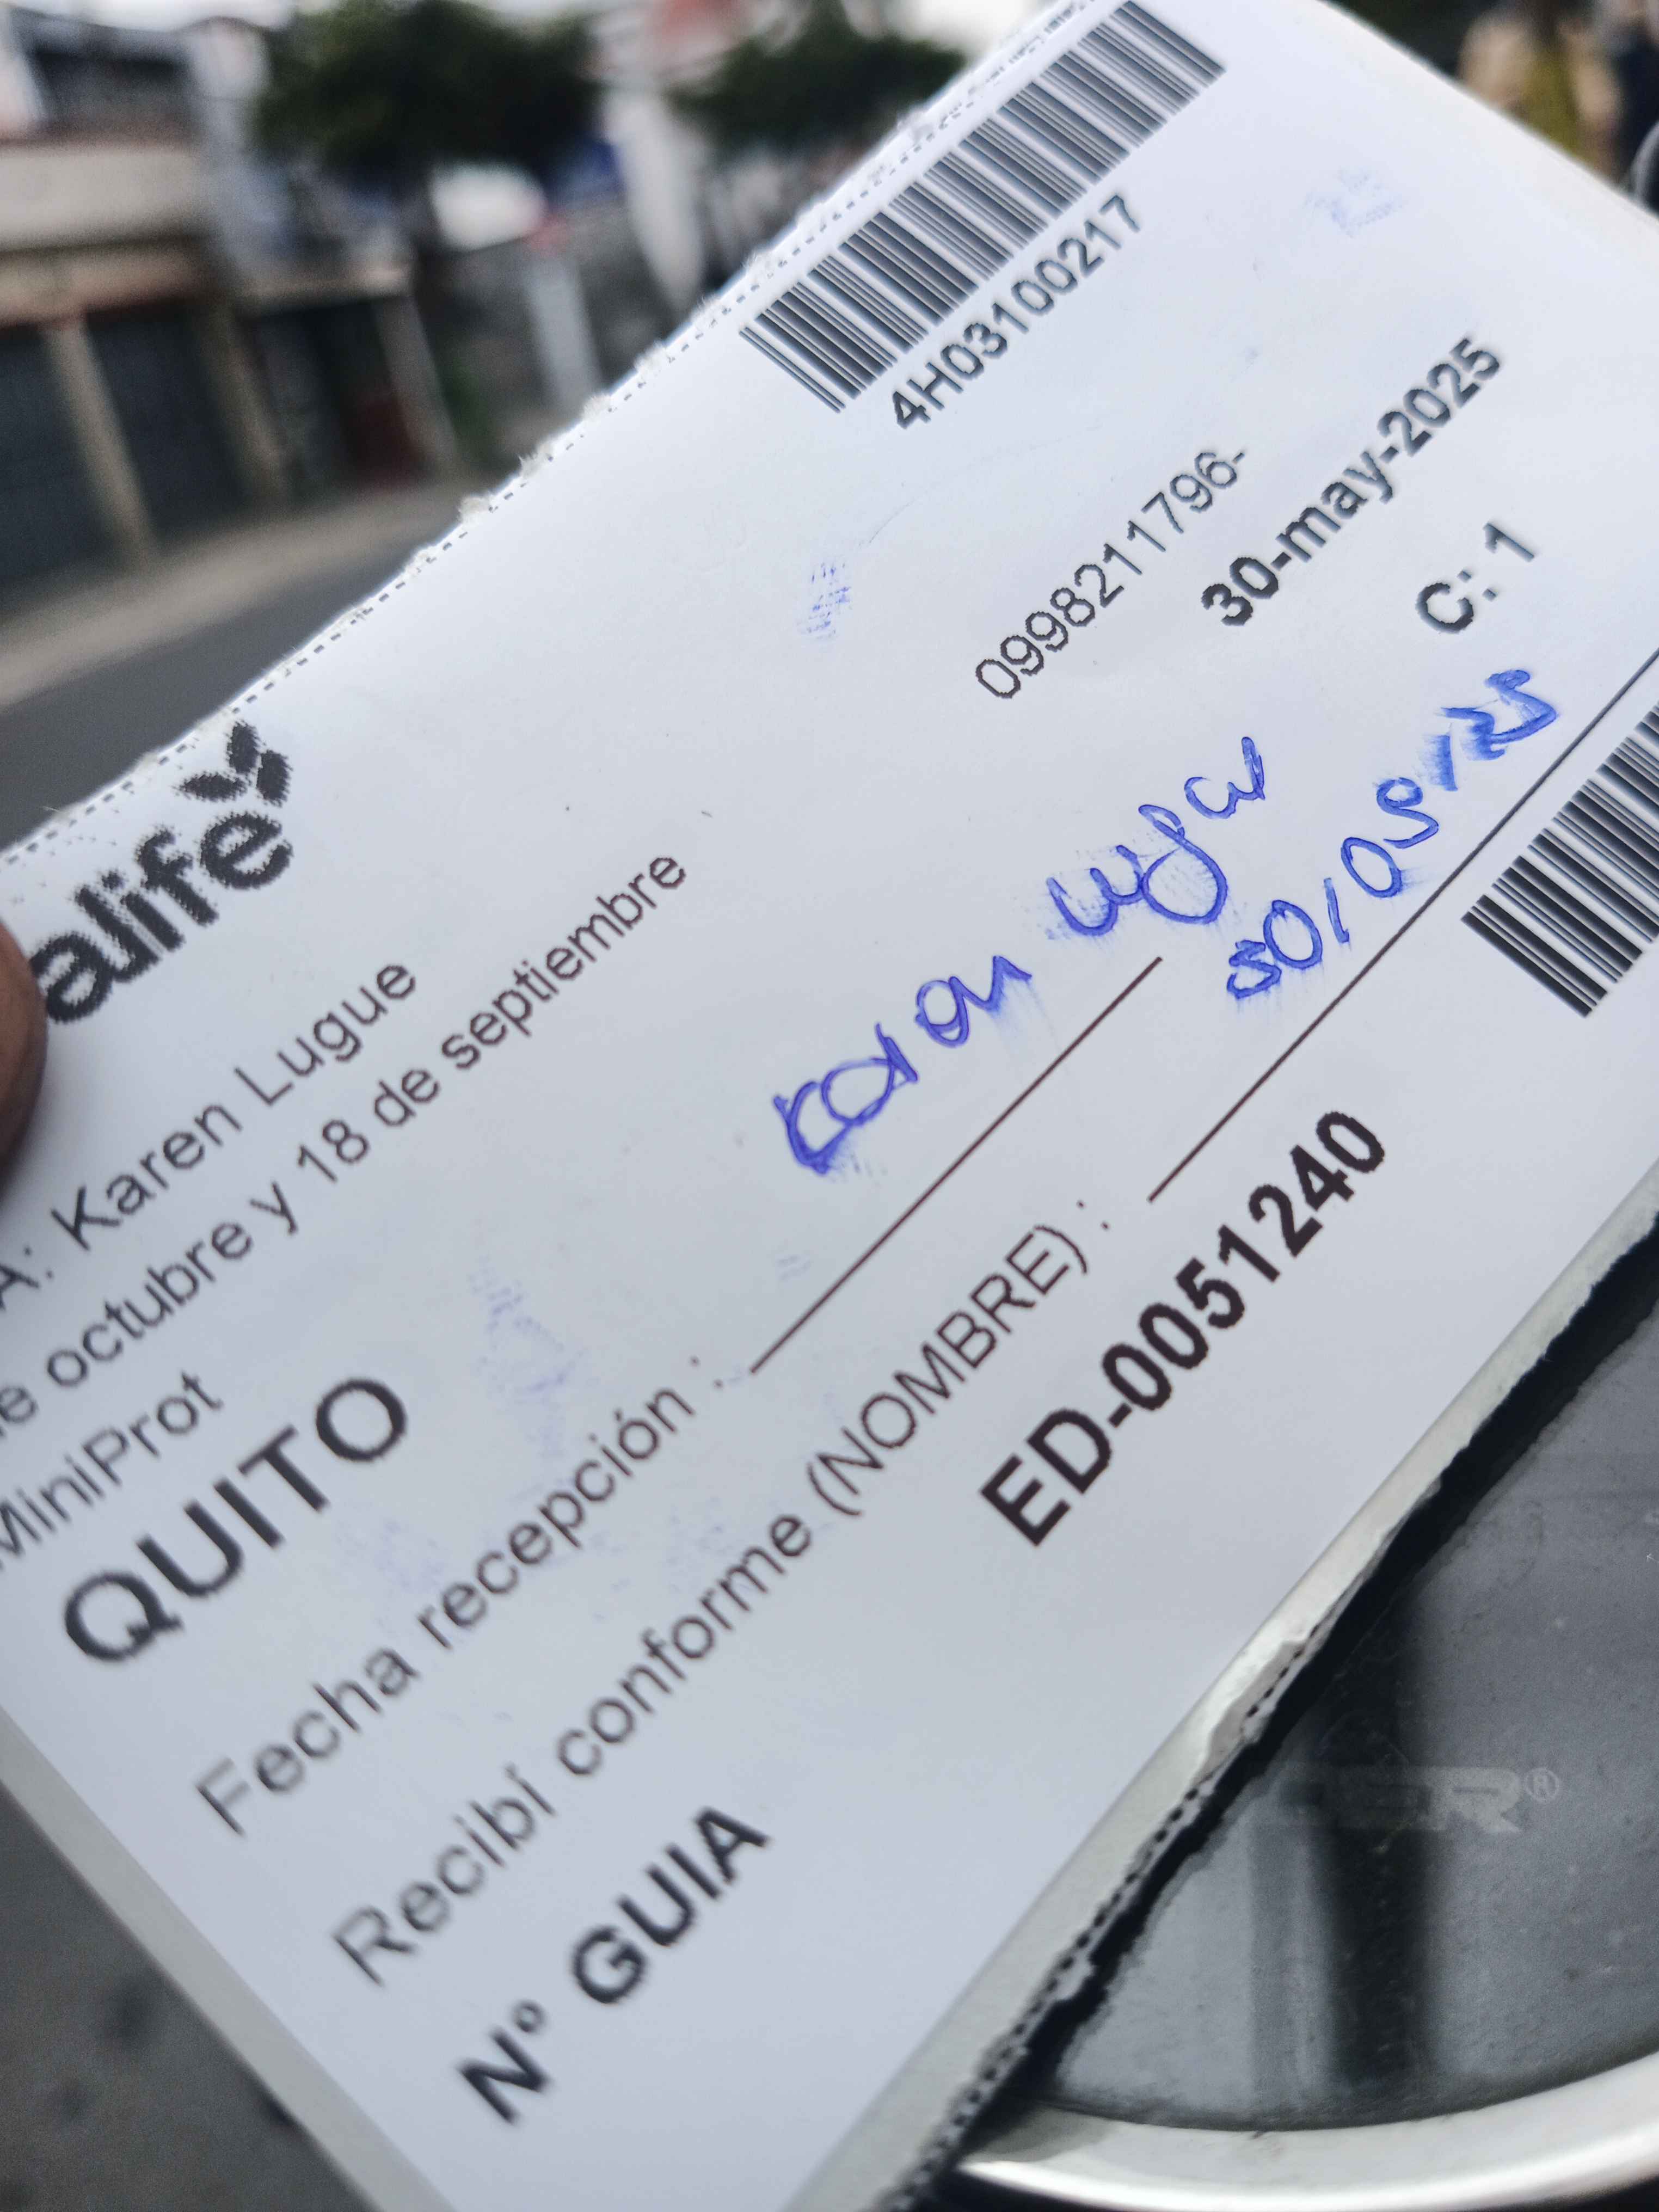 alife
4H03100217
A: Karen Lugue
0998211796-
e octubre y 18 de septiembre
30-may-2025
MiniProt
C: 1
QUITO
Fecha recepción :
30/05/25
Recibí conforme (NOMBRE) :
Nº GUIA
ED-0051240